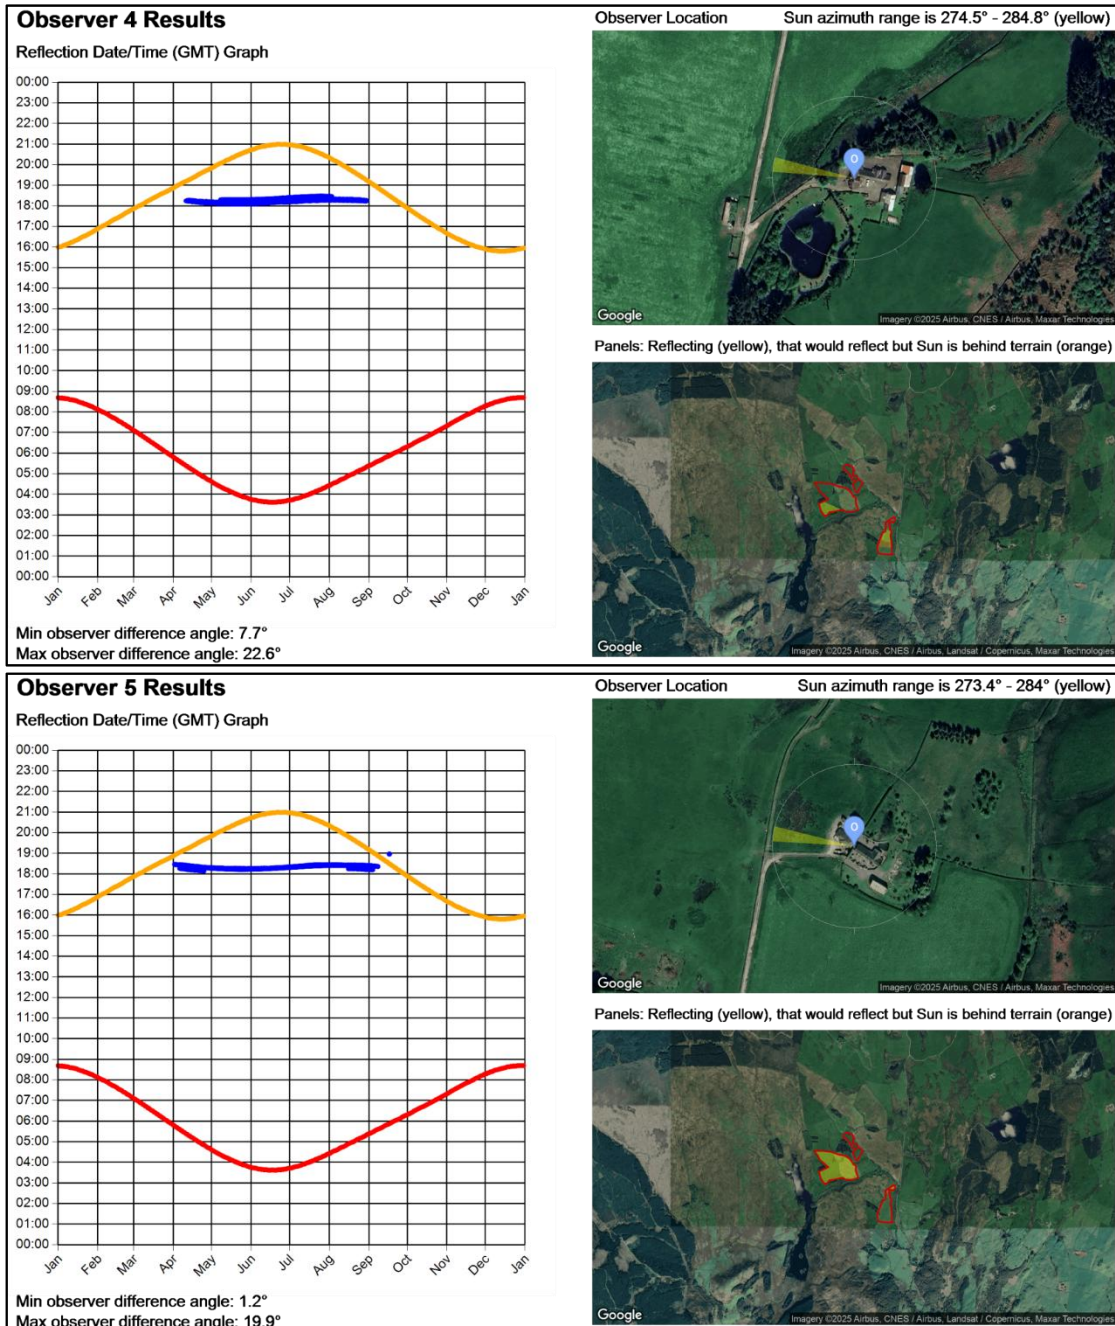 Observer 4 Results
Reflection Date/Time (GMT) Graph
00:00
23:00
22:00
21:00
20:00
19:00
18:00
17:00
16:00
15:00
14:00
13:00
12:00
11:00
10:00
09:00
08:00
07:00
06:00
05:00
04:00
03:00
02:00
01:00
00:00
Jan Feb Mar Apr May Jun Jul Aug Sep Oct Nov Dec Jan
Min observer difference angle: 7.7°
Max observer difference angle: 22.6°
Observer Location Sun azimuth range is 274.5° - 284.8° (yellow)
O
Google
Imagery ©2025 Airbus, CNES / Airbus, Maxar Technologies
Panels: Reflecting (yellow), that would reflect but Sun is behind terrain (orange)
Google
Imagery ©2025 Airbus, CNES / Airbus, Landsat / Copernicus, Maxar Technologies
Observer 5 Results
Reflection Date/Time (GMT) Graph
00:00
23:00
22:00
21:00
20:00
19:00
18:00
17:00
16:00
15:00
14:00
13:00
12:00
11:00
10:00
09:00
08:00
07:00
06:00
05:00
04:00
03:00
02:00
01:00
00:00
Jan Feb Mar Apr May Jun Jul Aug Sep Oct Nov Dec Jan
Min observer difference angle: 1.2°
Max observer difference angle: 19.9°
Observer Location Sun azimuth range is 273.4° - 284° (yellow)
O
Google
Imagery ©2025 Airbus, CNES / Airbus, Maxar Technologies
Panels: Reflecting (yellow), that would reflect but Sun is behind terrain (orange)
Google
Imagery ©2025 Airbus, CNES / Airbus, Landsat / Copernicus, Maxar Technologies